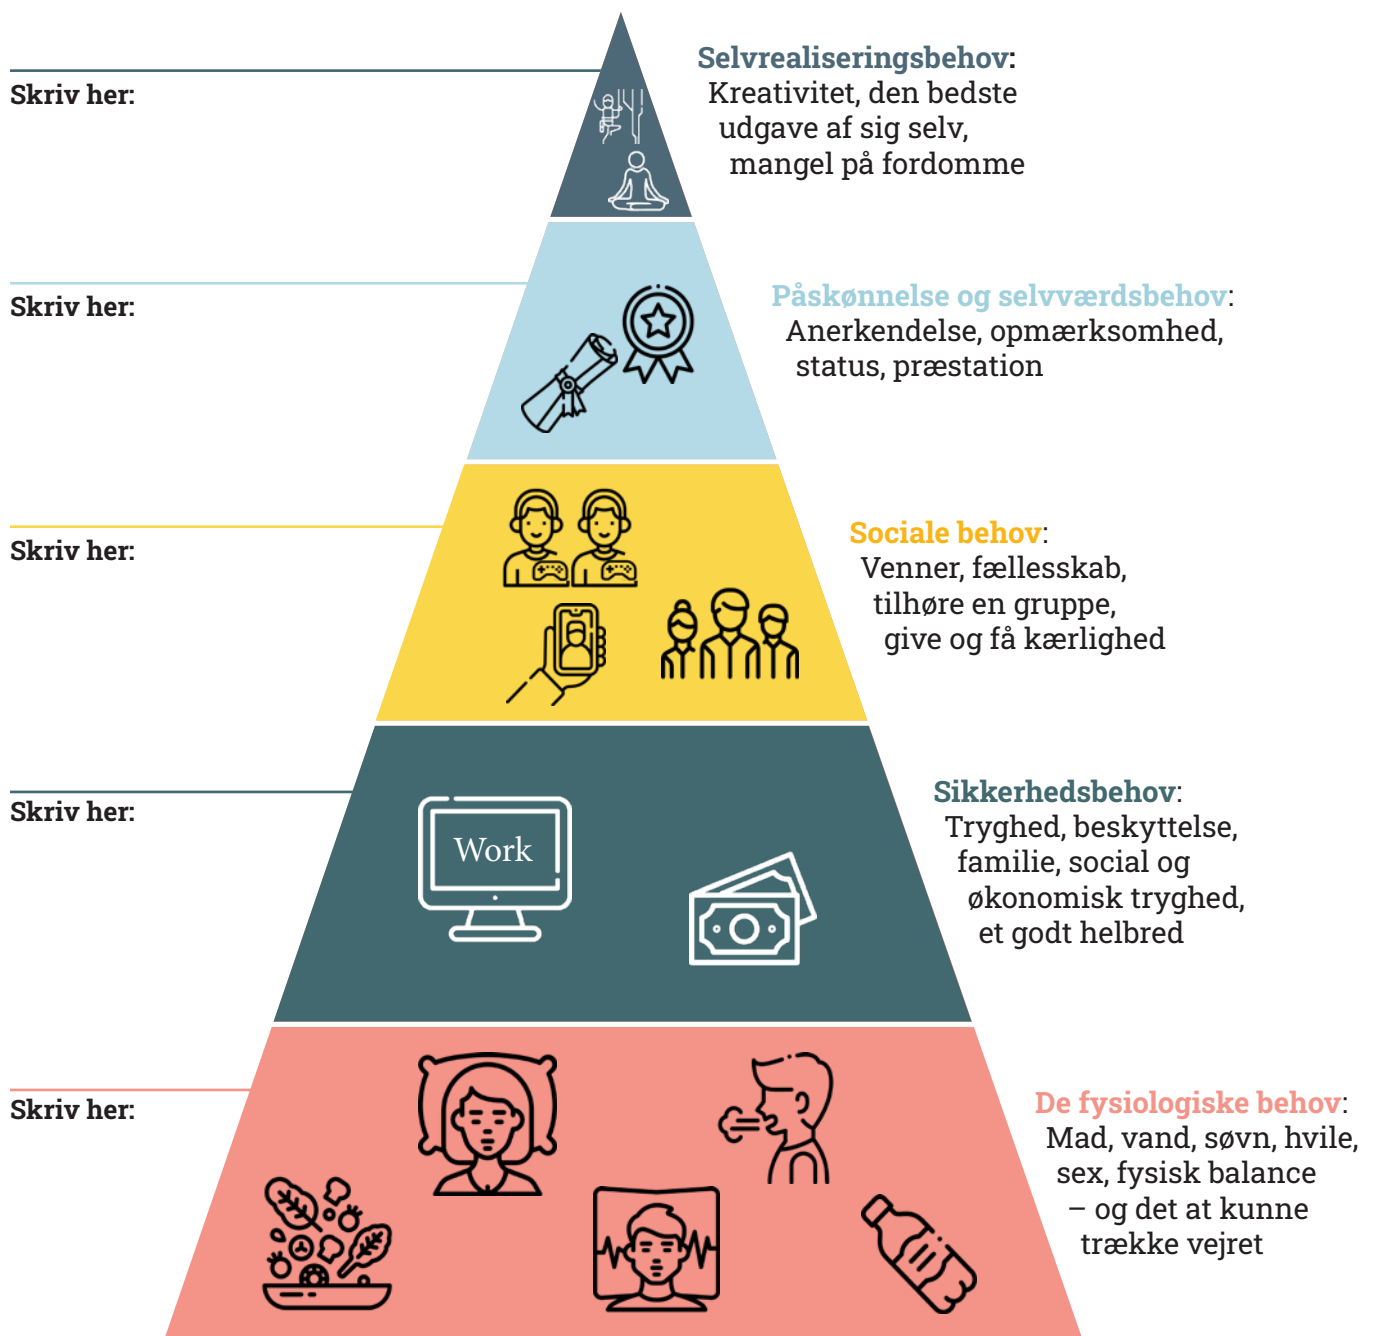 Selvrealiseringsbehov:
Kreativitet, den bedste
udgave af sig selv,
mangel på fordomme
Skriv her:
Påskønnelse og selvværdsbehov:
Anerkendelse, opmærksomhed,
status, præstation
Skriv her:
Sociale behov:
Venner, fællesskab,
tilhøre en gruppe,
give og få kærlighed
Skriv her:
Sikkerhedsbehov:
Tryghed, beskyttelse,
familie, social og
økonomisk tryghed,
et godt helbred
Skriv her:
Work
De fysiologiske behov:
Mad, vand, søvn, hvile,
sex, fysisk balance
– og det at kunne
trække vejret
Skriv her: